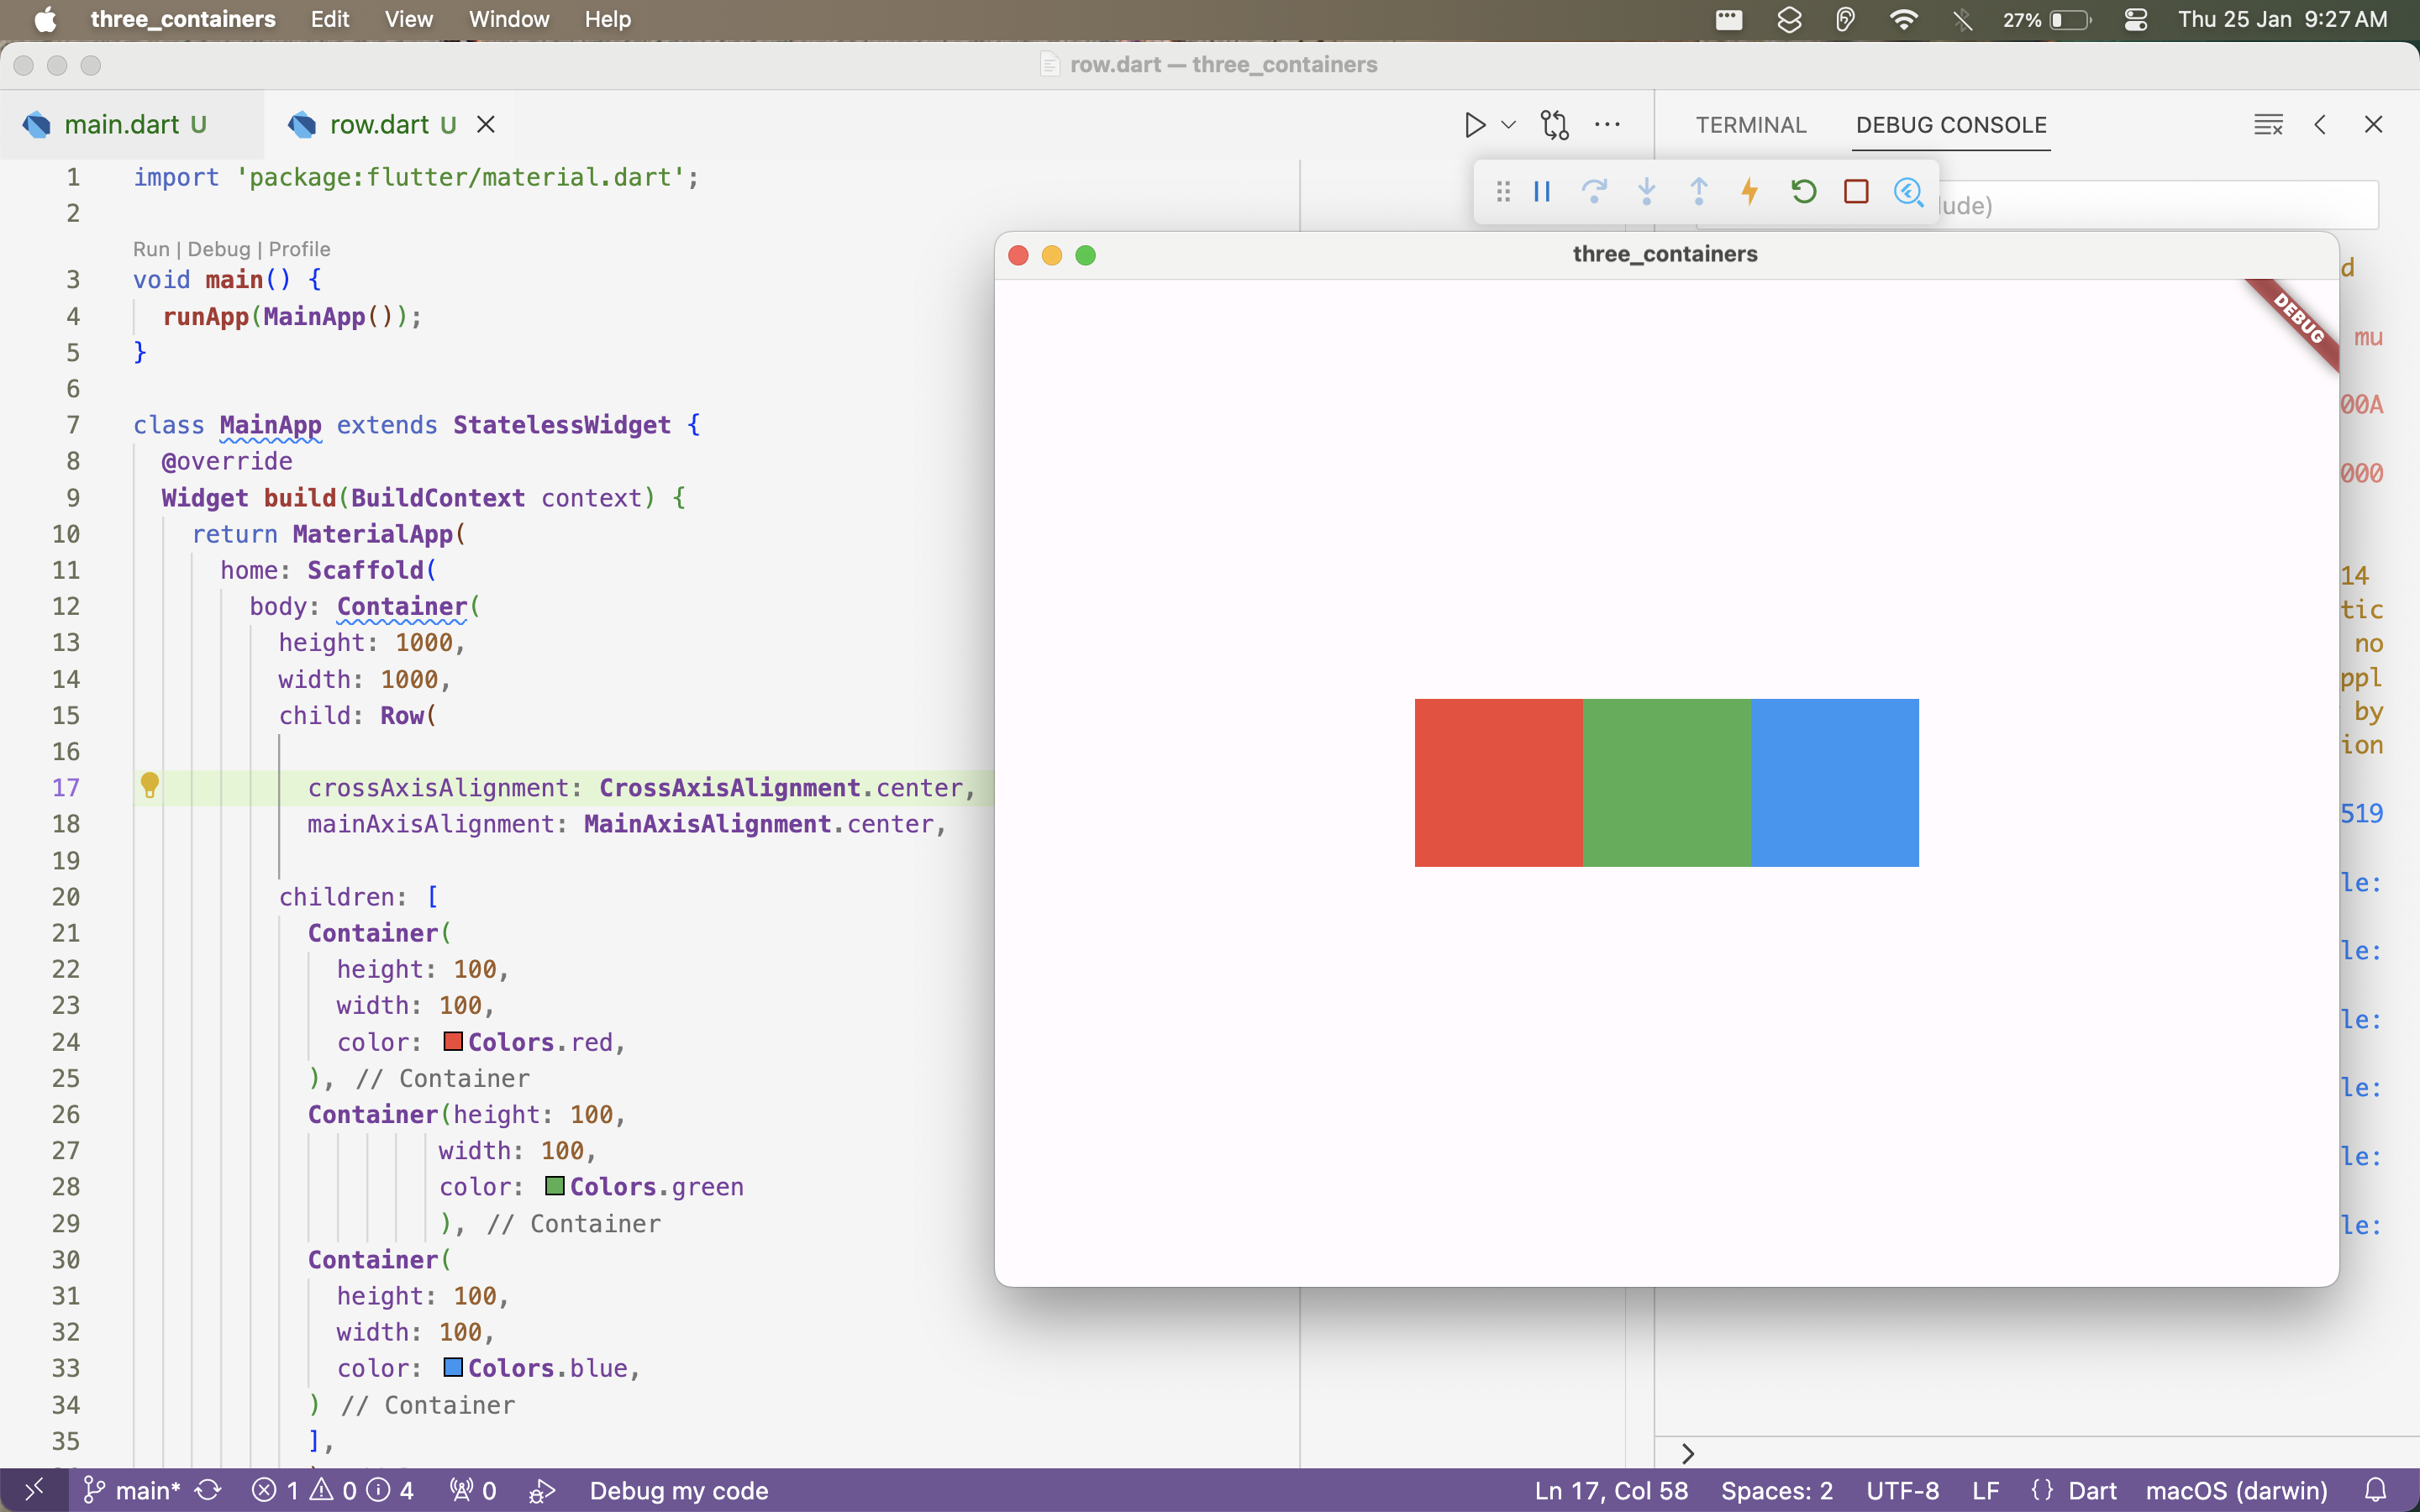 three_containers Edit View Window Help 27% Thu 25 Jan 9:27 AM
row.dart — three_containers
main.dart U row.dart U TERMINAL DEBUG CONSOLE
lude)
1 import 'package:flutter/material.dart';
2
Run | Debug | Profile
3 void main() {
4 runApp(MainApp());
5 }
6
7 class MainApp extends StatelessWidget {
8 @override
9 Widget build(BuildContext context) {
10 return MaterialApp(
11 home: Scaffold(
12 body: Container(
13 height: 1000,
14 width: 1000,
15 child: Row(
16
17 crossAxisAlignment: CrossAxisAlignment.center,
18 mainAxisAlignment: MainAxisAlignment.center,
19
20 children: [
21 Container(
22 height: 100,
23 width: 100,
24 color: Colors.red,
25 ), // Container
26 Container(height: 100,
27 width: 100,
28 color: Colors.green
29 ), // Container
30 Container(
31 height: 100,
32 width: 100,
33 color: Colors.blue,
34 ) // Container
35 ],
three_containers
DEBUG
d
mu
00A
000
14
tic
no
ppl
by
ion
519
le:
le:
le:
le:
le:
le:
main* 1 0 4 0 Debug my code Ln 17, Col 58 Spaces: 2 UTF-8 LF {} Dart macOS (darwin)